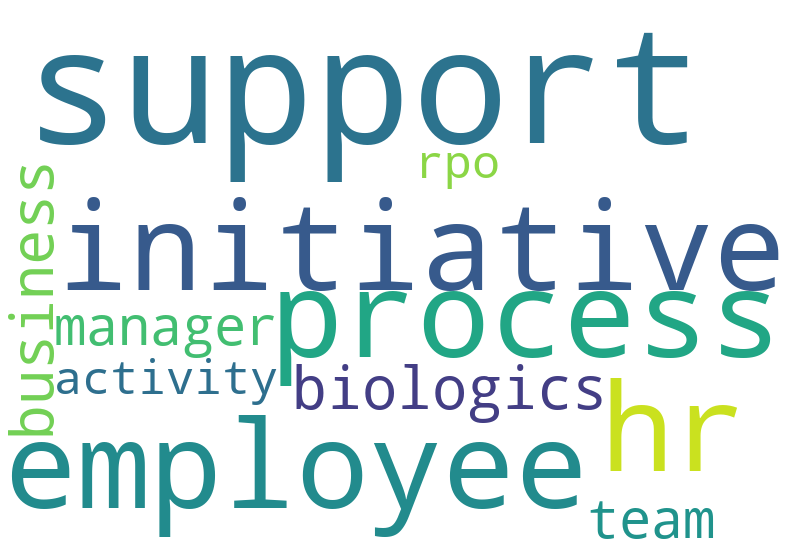 support
rpo
business
initiative
process
manager
activity
biologics
hr
employee
team